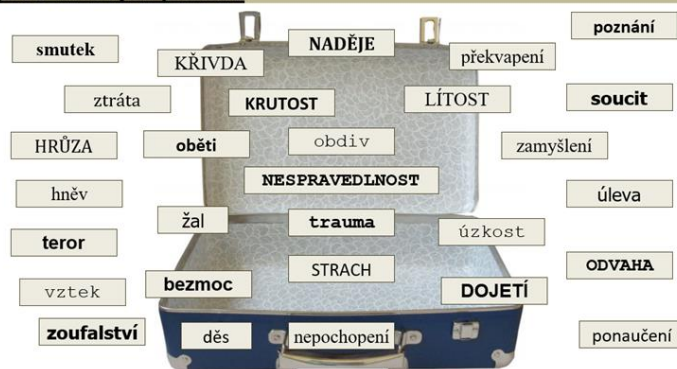 poznání
NADĚJE
smutek
překvapení
KŘIVDA
soucit
ztráta
KRUTOST
LÍTOST
HRŮZA
oběti
obdiv
zamyšlení
NESPRAVEDLNOST
hněv
úleva
žal
trauma
úzkost
teror
STRACH
ODVAHA
vztek
bezmoc
DOJETÍ
zoufalství
děs
nepochopení
ponaučení